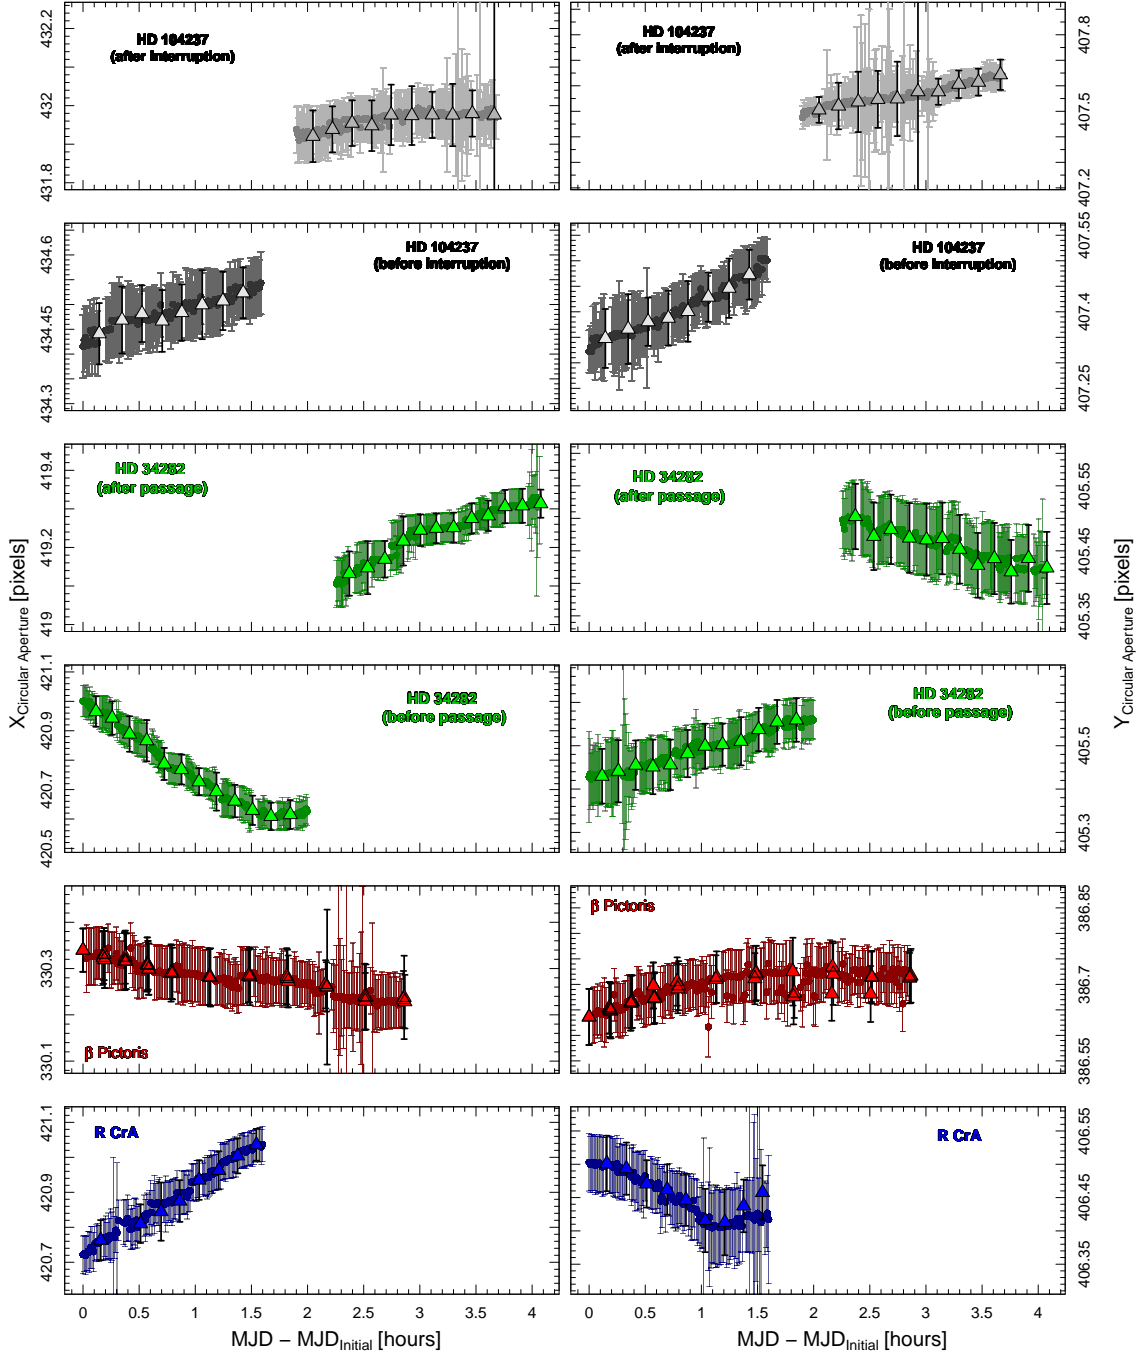 432.2
432
431.8
HD 104237
(after interruption)
HD 104237
(after interruption)
407.8
407.5
407.2
434.6
434.45
434.3
HD 104237
(before interruption)
HD 104237
(before interruption)
407.55
407.4
407.25
419.4
419.2
419
HD 34282
(after passage)
HD 34282
(after passage)
405.55
405.45
405.35
X Circular Aperture [pixels]
Y Circular Aperture [pixels]
421.1
420.9
420.7
420.5
HD 34282
(before passage)
HD 34282
(before passage)
405.5
405.3
330.3
330.1
β Pictoris
β Pictoris
386.85
386.7
386.55
421.1
420.9
420.7
R CrA
R CrA
406.55
406.45
406.35
0 0.5 1 1.5 2 2.5 3 3.5 4
0 0.5 1 1.5 2 2.5 3 3.5 4
MJD − MJD Initial [hours]
MJD − MJD Initial [hours]